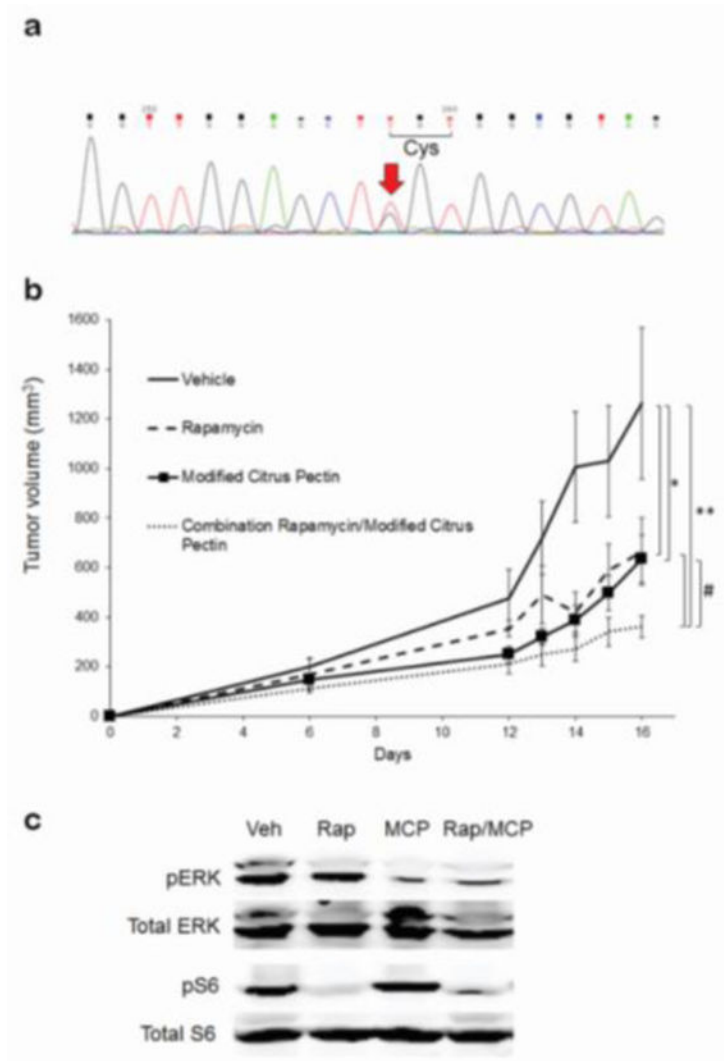 a
Cys
b
1600
1400
1200
1000
800
600
400
200
0
Tumor volume (mm³)
Vehicle
Rapamycin
Modified Citrus Pectin
Combination Rapamycin/Modified Citrus
Pectin
*
**
#
0 2 4 6 8 10 12 14 16
Days
c
Veh Rap MCP Rap/MCP
pERK
Total ERK
pS6
Total S6